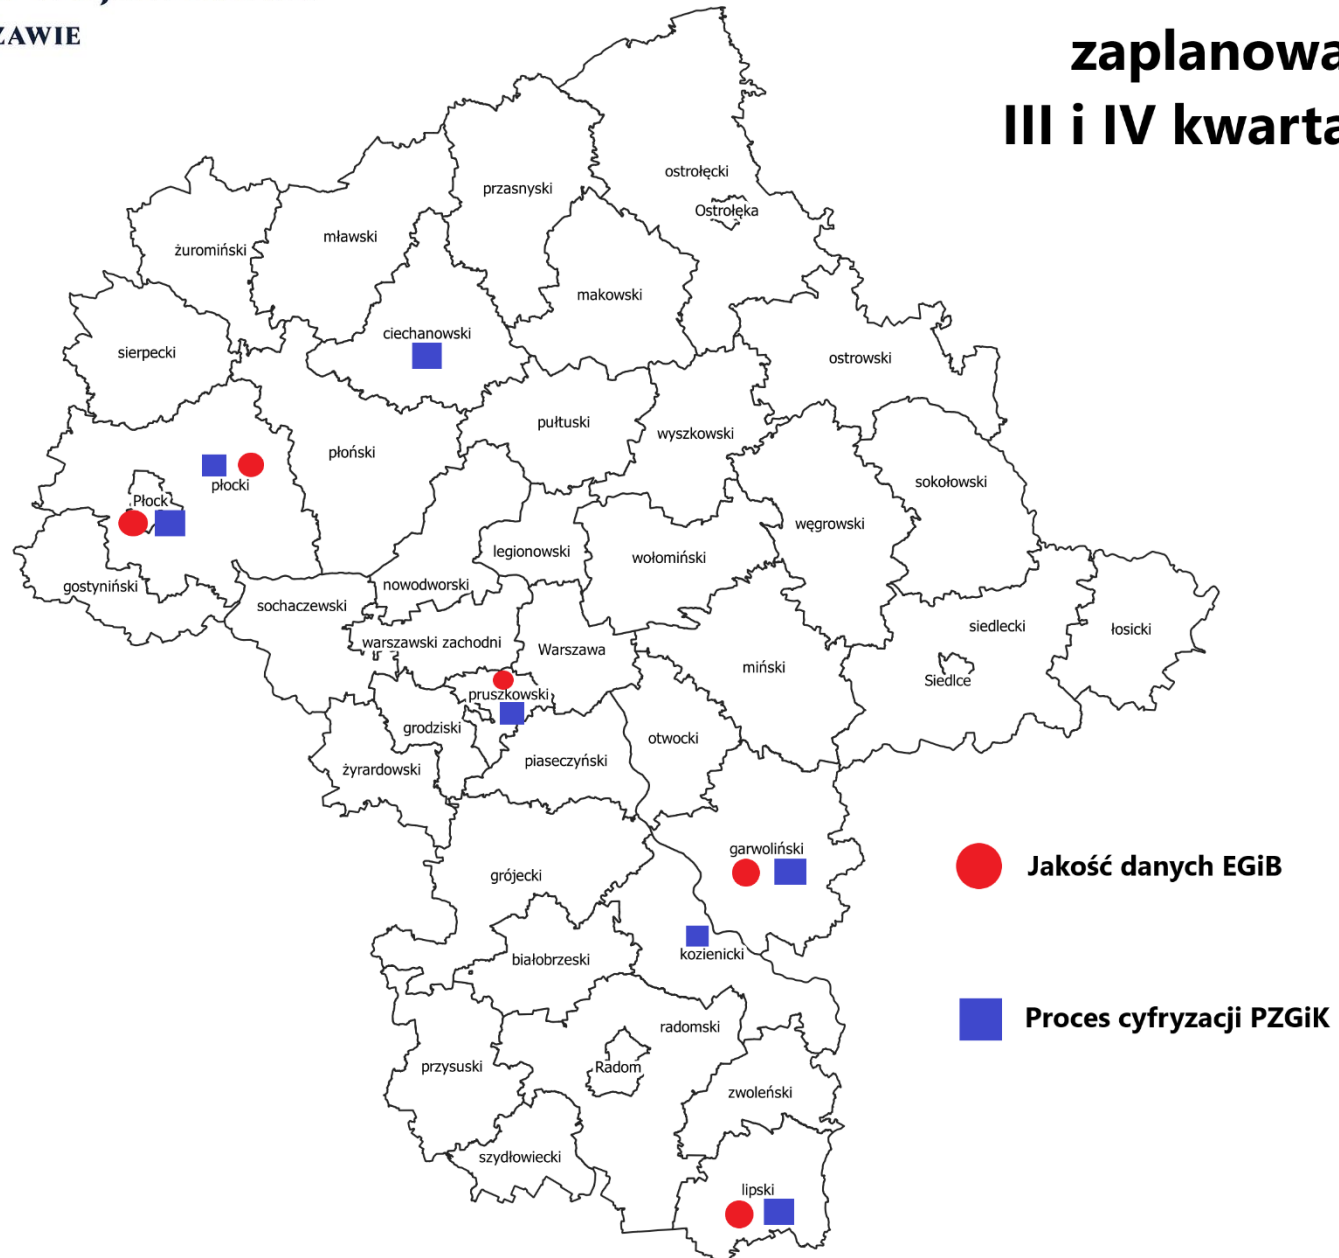 ZAWIE
zaplanowa
III i IV kwarta
ostrołęcki
przasnyski
Ostrołęka
mławski
żuromiński
makowski
ciechanowski
sierpecki
ostrowski
pułtuski
wyszkowski
płoński
sokołowski
płocki
Płock
węgrowski
legionowski
wołomiński
gostyniński
nowodworski
sochaczewski
siedlecki
łosicki
warszawski zachodni
Warszawa
miński
Siedlce
pruszkowski
grodziski
otwocki
piaseczyński
żyrardowski
garwoliński
Jakość danych EGiB
grójecki
kozienicki
białobrzeski
Proces cyfryzacji PZGiK
radomski
przysuski
Radom
zwoleński
szydłowiecki
lipski